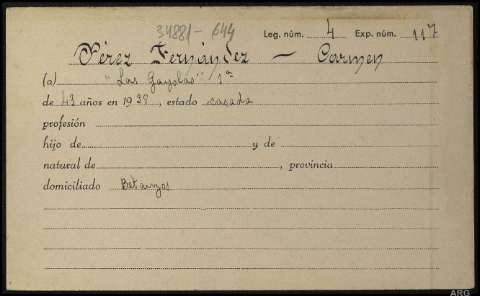 34881-644
Leg. núm. 4 Exp. núm. 117
Pérez Fernández — Carmen
(a) "Las Gayolas" 1ª
de 43 años en 1937, estado casada
profesión
hijo de y de
natural de , provincia
domiciliado Betanzos
ARG